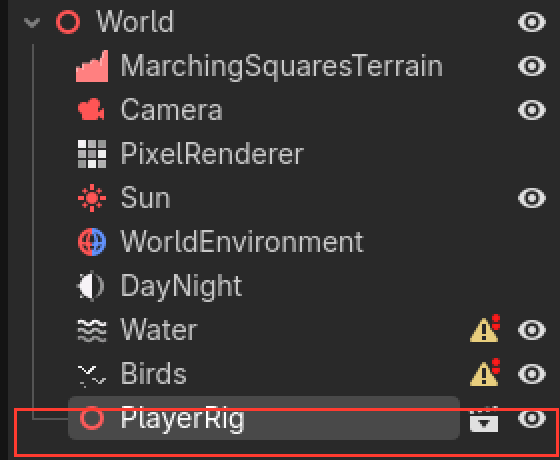 World
MarchingSquaresTerrain
Camera
PixelRenderer
Sun
WorldEnvironment
DayNight
Water
Birds
PlayerRig